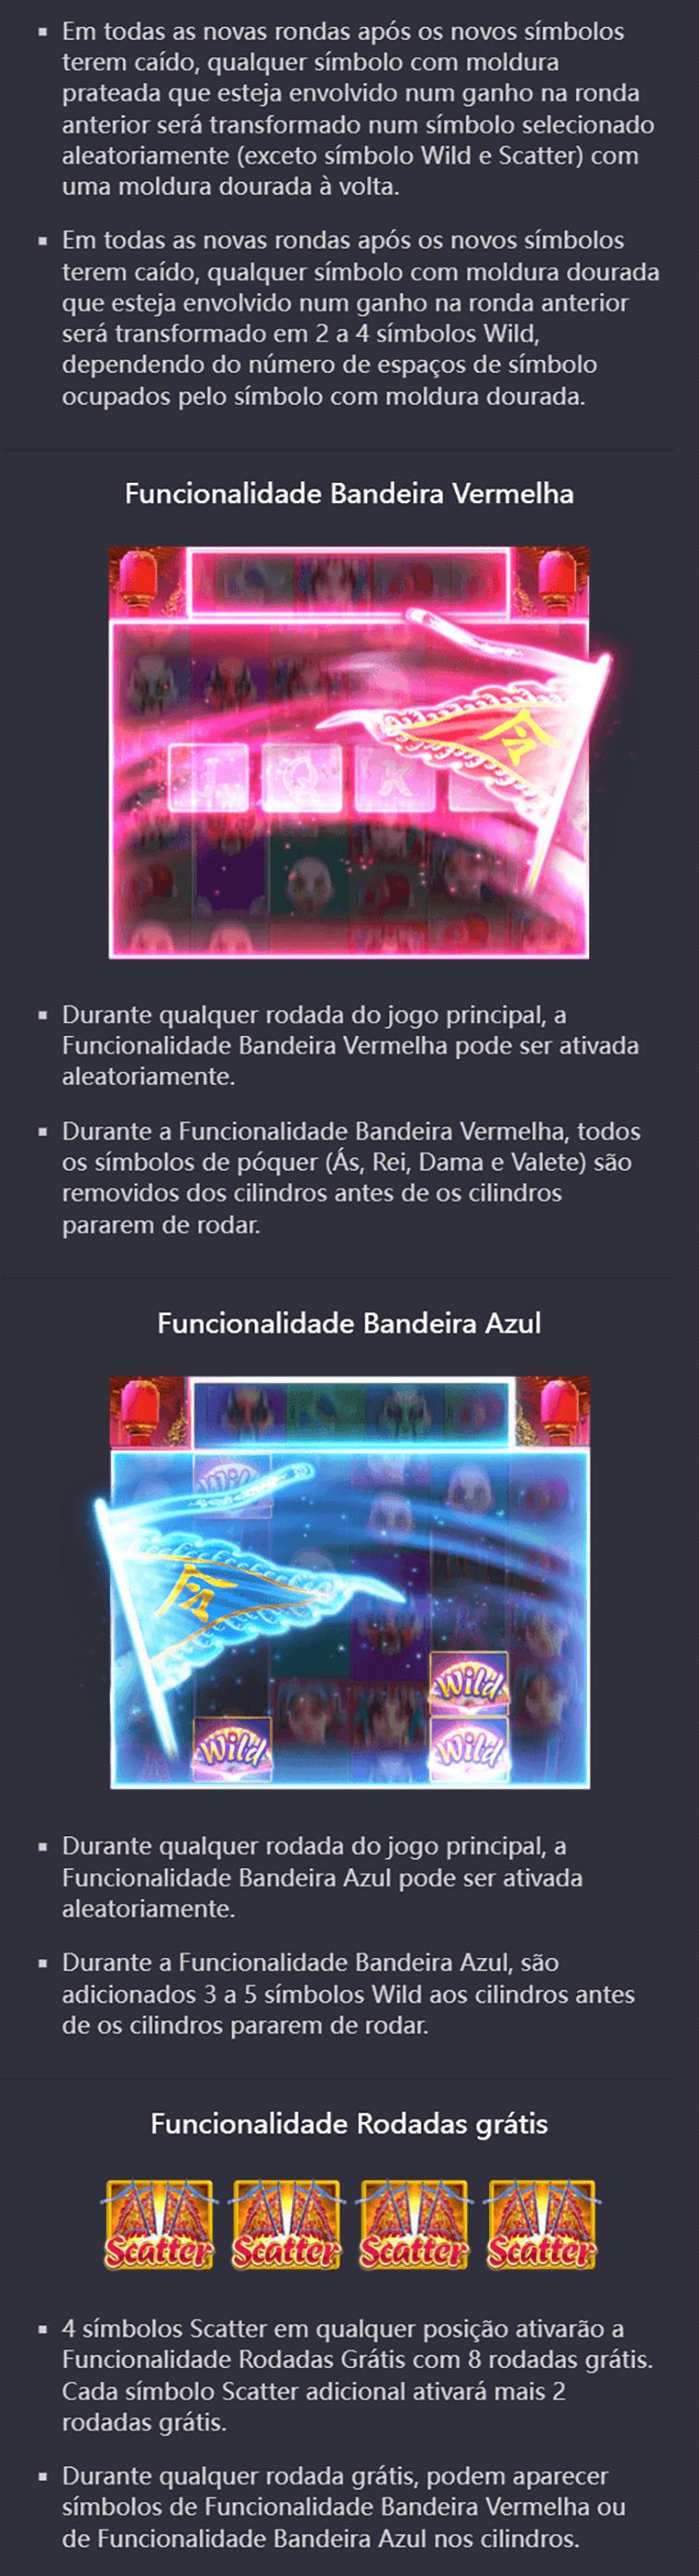 Em todas as novas rondas após os novos símbolos
terem caído, qualquer símbolo com moldura
prateada que esteja envolvido num ganho na ronda
anterior será transformado num símbolo selecionado
aleatoriamente (exceto símbolo Wild e Scatter) com
uma moldura dourada à volta.
Em todas as novas rondas após os novos símbolos
terem caído, qualquer símbolo com moldura dourada
que esteja envolvido num ganho na ronda anterior
será transformado em 2 a 4 símbolos Wild,
dependendo do número de espaços de símbolo
ocupados pelo símbolo com moldura dourada.
Funcionalidade Bandeira Vermelha
令
J Q K
Durante qualquer rodada do jogo principal, a
Funcionalidade Bandeira Vermelha pode ser ativada
aleatoriamente.
Durante a Funcionalidade Bandeira Vermelha, todos
os símbolos de póquer (Ás, Rei, Dama e Valete) são
removidos dos cilindros antes de os cilindros
pararem de rodar.
Funcionalidade Bandeira Azul
Wild
令
Wild
Wild Wild
Durante qualquer rodada do jogo principal, a
Funcionalidade Bandeira Azul pode ser ativada
aleatoriamente.
Durante a Funcionalidade Bandeira Azul, são
adicionados 3 a 5 símbolos Wild aos cilindros antes
de os cilindros pararem de rodar.
Funcionalidade Rodadas grátis
Scatter Scatter Scatter Scatter
4 símbolos Scatter em qualquer posição ativarão a
Funcionalidade Rodadas Grátis com 8 rodadas grátis.
Cada símbolo Scatter adicional ativará mais 2
rodadas grátis.
Durante qualquer rodada grátis, podem aparecer
símbolos de Funcionalidade Bandeira Vermelha ou
de Funcionalidade Bandeira Azul nos cilindros.